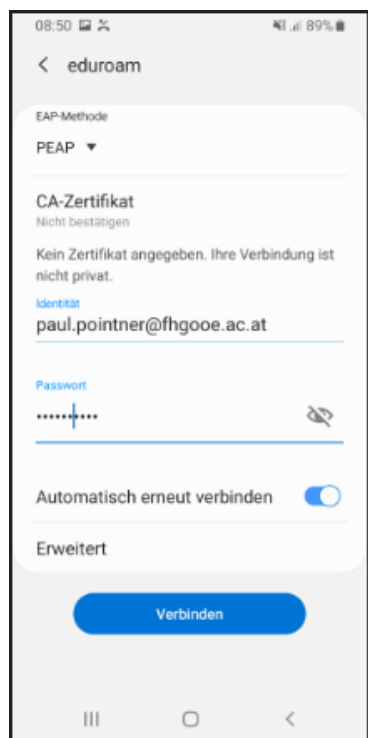 08:50 89%
eduroam
EAP-Methode
PEAP
CA-Zertifikat
Nicht bestätigen
Kein Zertifikat angegeben. Ihre Verbindung ist
nicht privat.
Identität
paul.pointner@fhgooe.ac.at
Passwort
••••••••••
Automatisch erneut verbinden
Erweitert
Verbinden